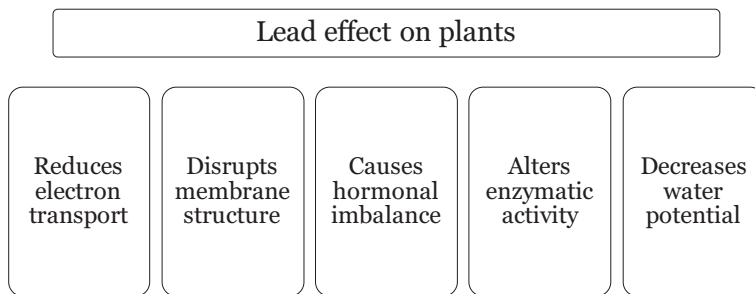 Lead effect on plants
Reduces
electron
transport
Disrupts
membrane
structure
Causes
hormonal
imbalance
Alters
enzymatic
activity
Decreases
water
potential